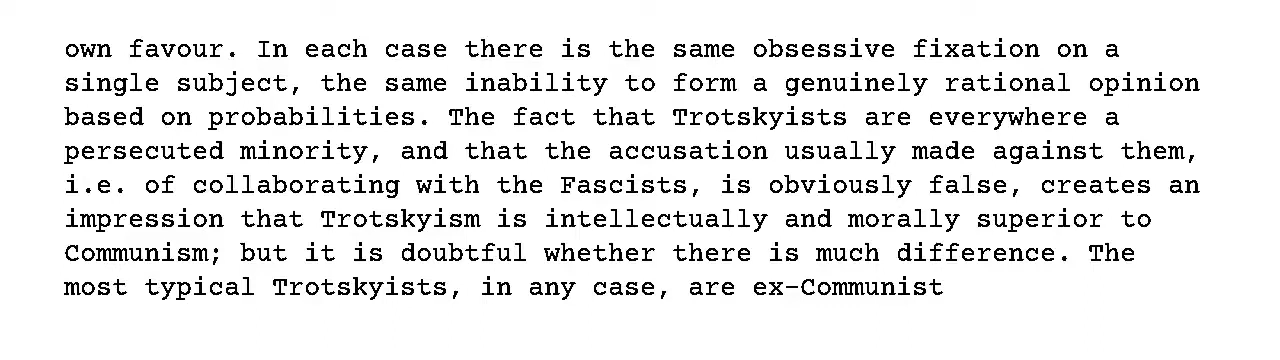 own favour. In each case there is the same obsessive fixation on a
single subject, the same inability to form a genuinely rational opinion
based on probabilities. The fact that Trotskyists are everywhere a
persecuted minority, and that the accusation usually made against them,
i.e. of collaborating with the Fascists, is obviously false, creates an
impression that Trotskyism is intellectually and morally superior to
Communism; but it is doubtful whether there is much difference. The
most typical Trotskyists, in any case, are ex-Communist